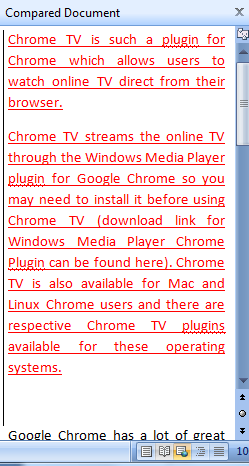 Compared Document
Chrome TV is such a plugin for
Chrome which allows users to
watch online TV direct from their
browser.
Chrome TV streams the online TV
through the Windows Media Player
plugin for Google Chrome so you
may need to install it before using
Chrome TV (download link for
Windows Media Player Chrome
Plugin can be found here). Chrome
TV is also available for Mac and
Linux Chrome users and there are
respective Chrome TV plugins
available for these operating
systems.
Google Chrome has a lot of great
10